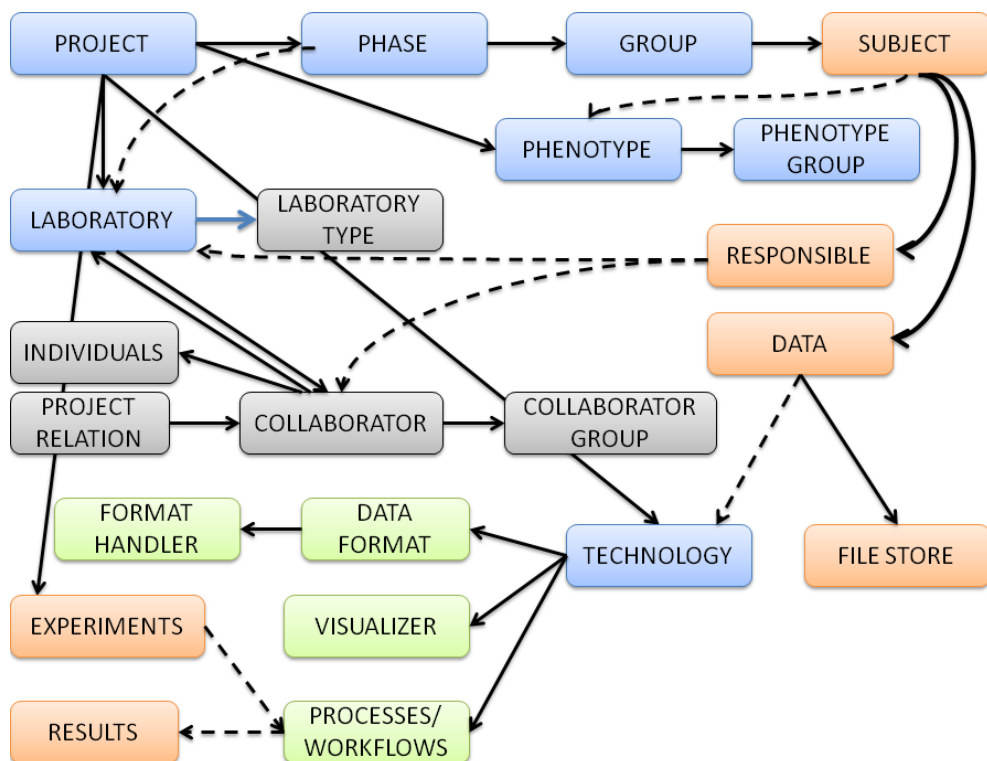 PROJECT
PHASE
GROUP
SUBJECT
PHENOTYPE
PHENOTYPE
GROUP
LABORATORY
LABORATORY
TYPE
RESPONSIBLE
INDIVIDUALS
DATA
PROJECT
RELATION
COLLABORATOR
COLLABORATOR
GROUP
FORMAT
HANDLER
DATA
FORMAT
TECHNOLOGY
FILE STORE
EXPERIMENTS
VISUALIZER
RESULTS
PROCESSES/
WORKFLOWS